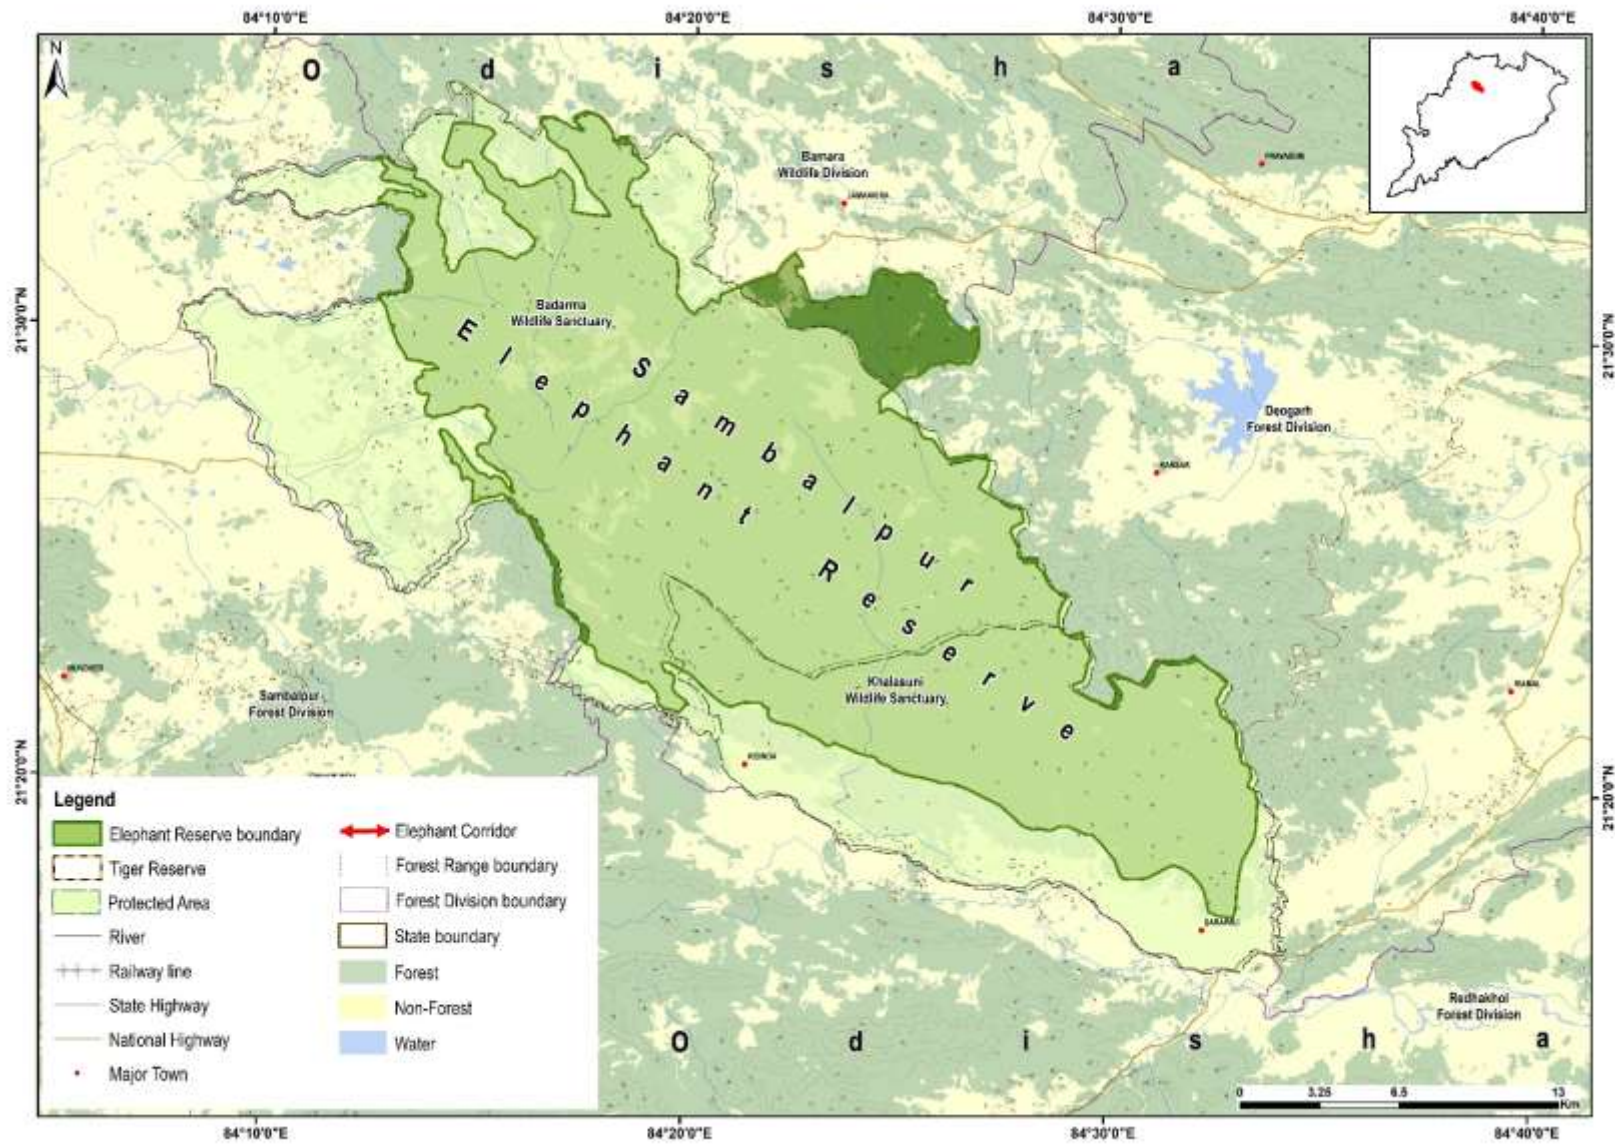 84°10'0"E 84°20'0"E 84°30'0"E 84°40'0"E
N
O d i s h a
Bamara
Wildlife Division
21°30'0"N
21°30'0"N
Badarma
Wildlife Sanctuary
Sambalpur
Elephant Reserve
Deogarh
Forest Division
Khalasuni
Wildlife Sanctuary
Sambalpur
Forest Division
21°20'0"N
21°20'0"N
Redhakhol
Forest Division
O d i s h a
Legend
Elephant Reserve boundary
Tiger Reserve
Protected Area
River
Railway line
State Highway
National Highway
Major Town
Elephant Corridor
Forest Range boundary
Forest Division boundary
State boundary
Forest
Non-Forest
Water
0 3.25 6.5 13
Km
84°10'0"E 84°20'0"E 84°30'0"E 84°40'0"E